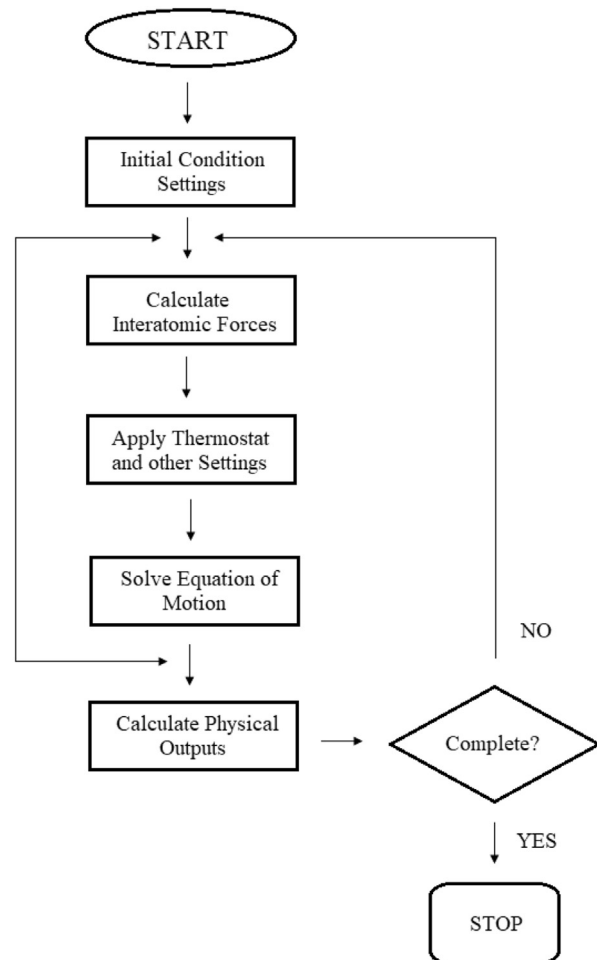 START
Initial Condition
Settings
Calculate
Interatomic Forces
Apply Thermostat
and other Settings
Solve Equation of
Motion
NO
Calculate Physical
Outputs
Complete?
YES
STOP